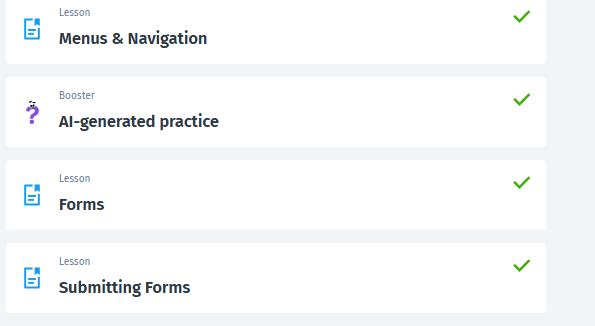 Lesson
Menus & Navigation
Booster
AI-generated practice
Lesson
Forms
Lesson
Submitting Forms